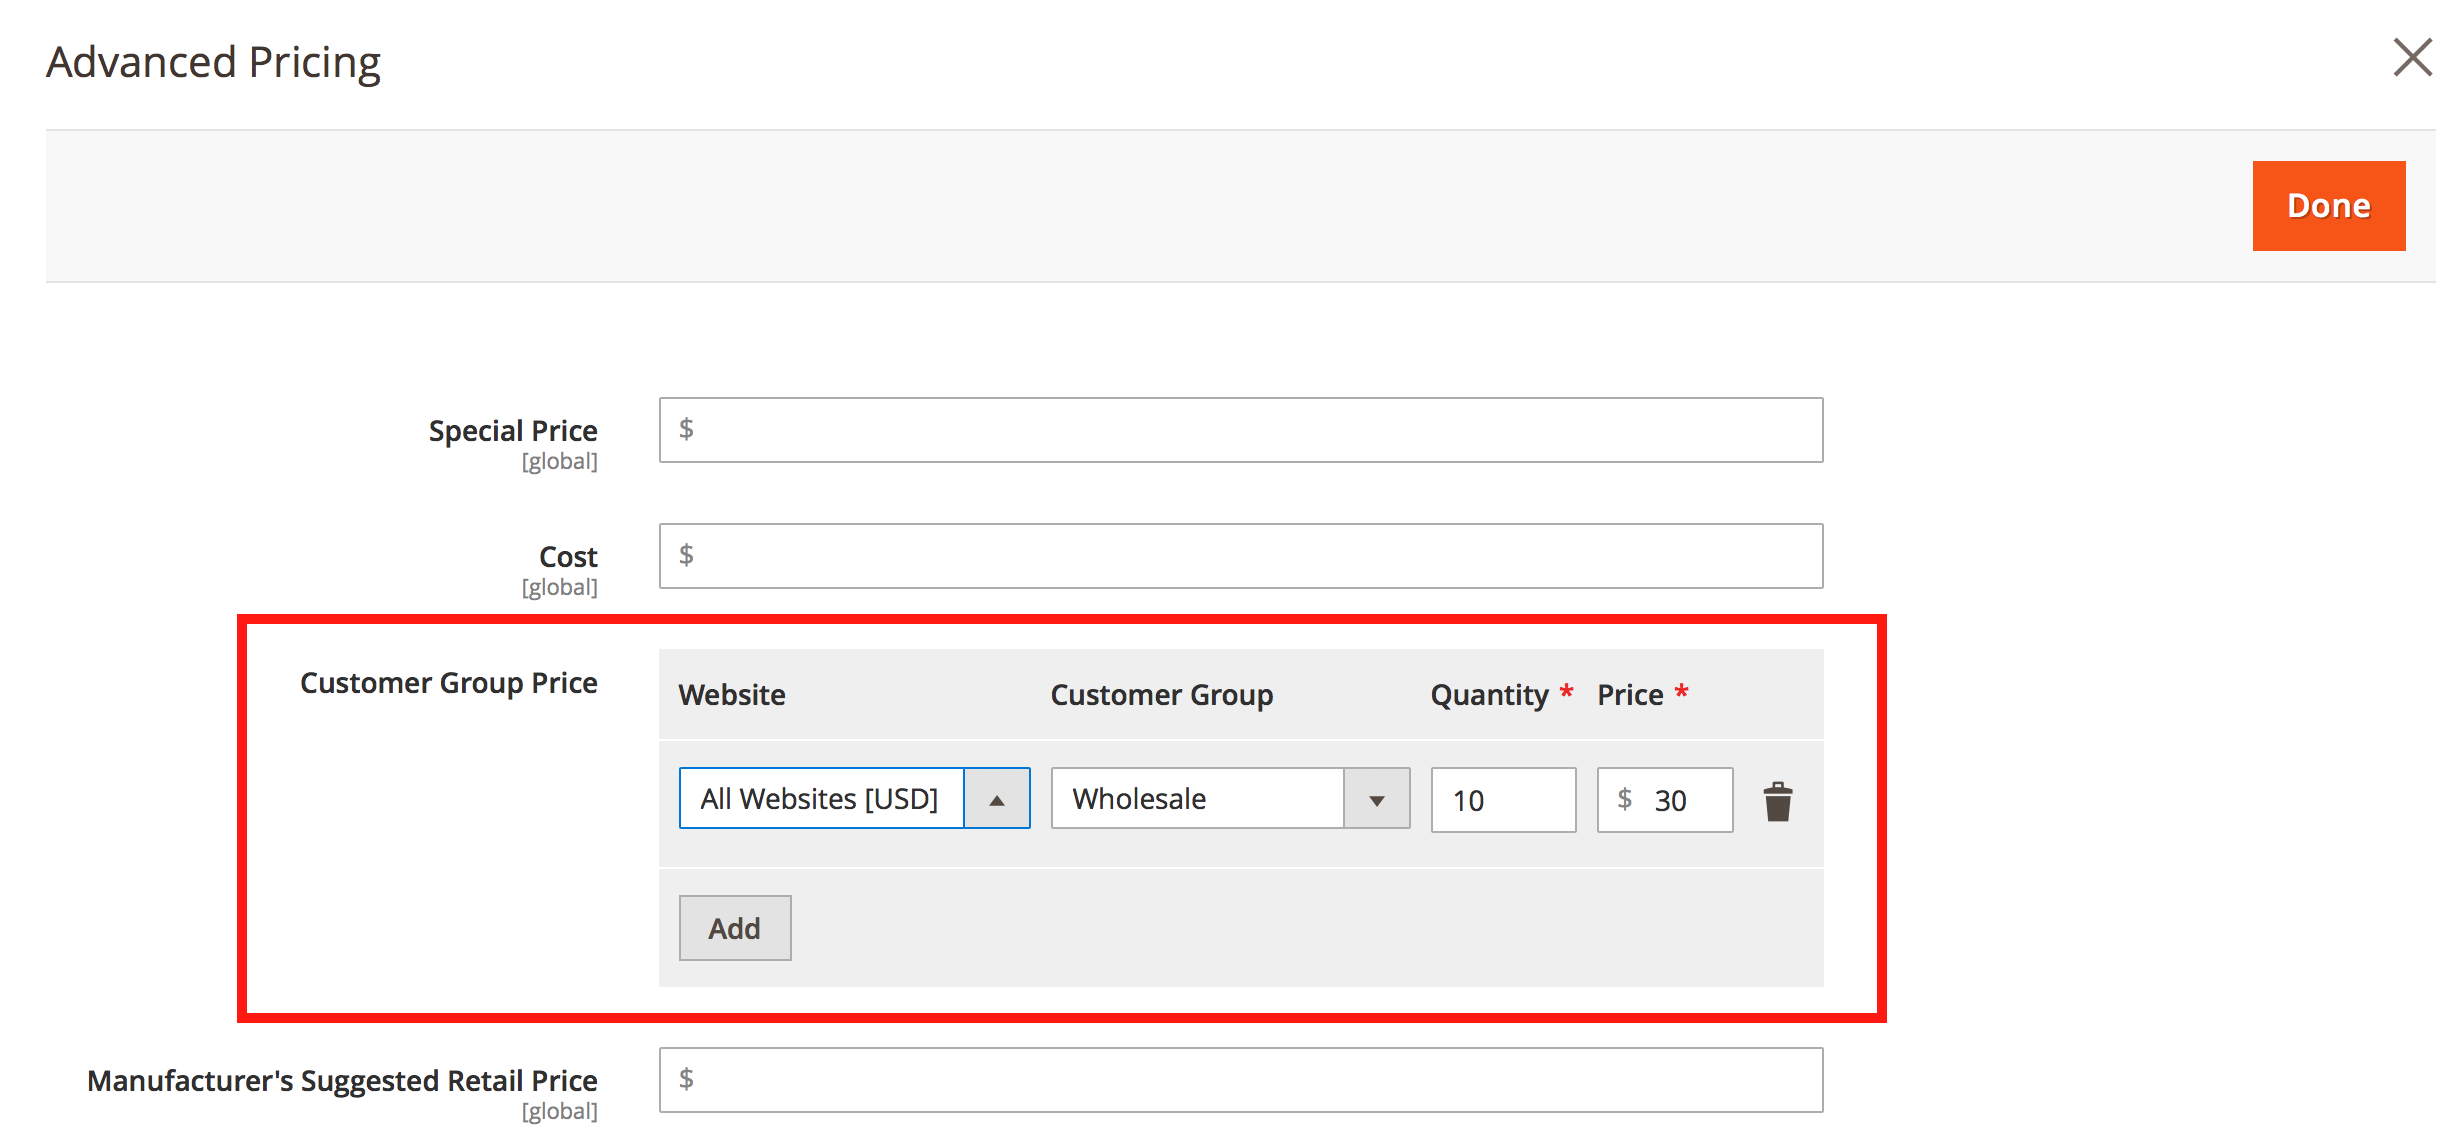 Advanced Pricing
Done
Special Price
[global]
$
Cost
[global]
$
Customer Group Price
Website Customer Group Quantity * Price *
All Websites [USD] Wholesale 10 $ 30
Add
Manufacturer's Suggested Retail Price
[global]
$